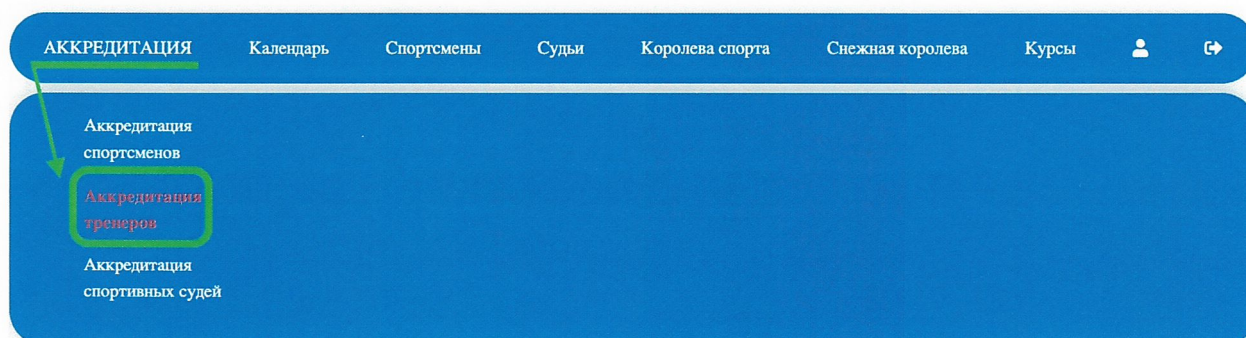 АККРЕДИТАЦИЯ Календарь Спортсмены Судьи Королева спорта Снежная королева Курсы
Аккредитация
спортсменов
Аккредитация
тренеров
Аккредитация
спортивных судей